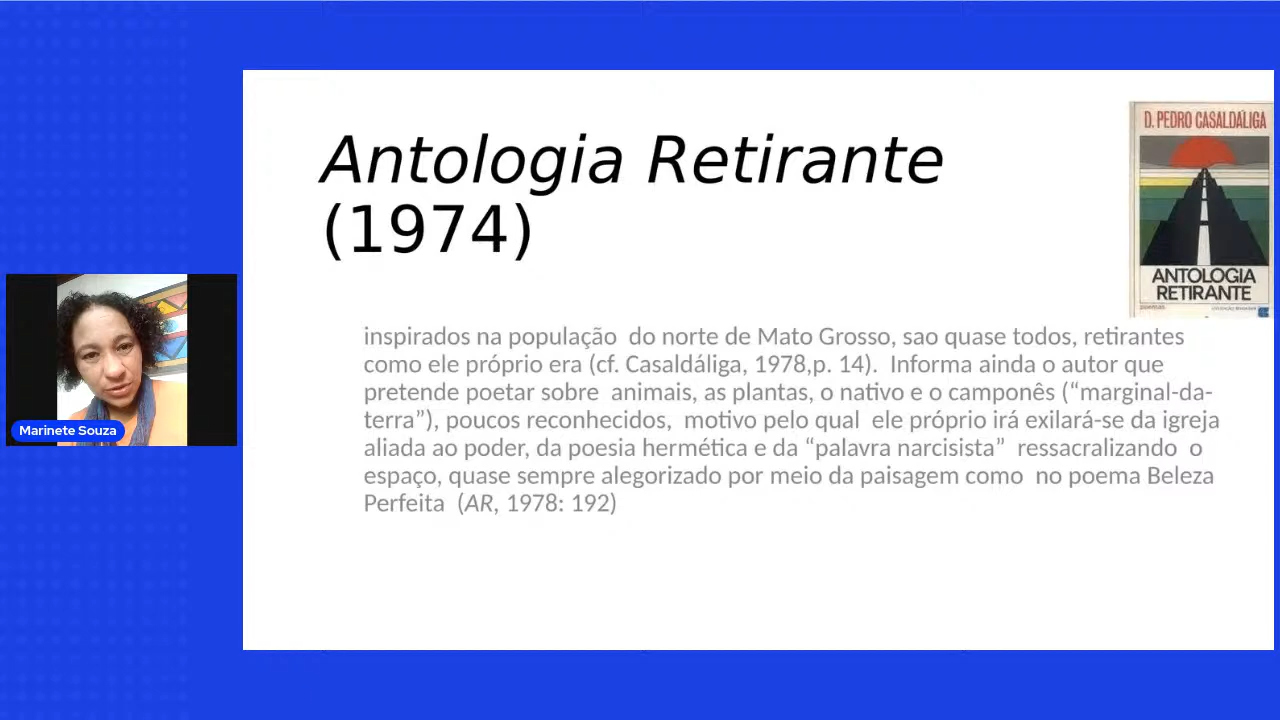 D. PEDRO CASALDÁLIGA
Antologia Retirante
(1974)
ANTOLOGIA
RETIRANTE
inspirados na população  do norte de Mato Grosso, sao quase todos, retirantes
como ele próprio era (cf. Casaldáliga, 1978,p. 14).  Informa ainda o autor que
pretende poetar sobre  animais, as plantas, o nativo e o camponês (“marginal-da-
terra”), poucos reconhecidos,  motivo pelo qual  ele próprio irá exilará-se da igreja
aliada ao poder, da poesia hermética e da “palavra narcisista”  ressacralizando  o
espaço, quase sempre alegorizado por meio da paisagem como  no poema Beleza
Perfeita  (AR, 1978: 192)
Marinete Souza